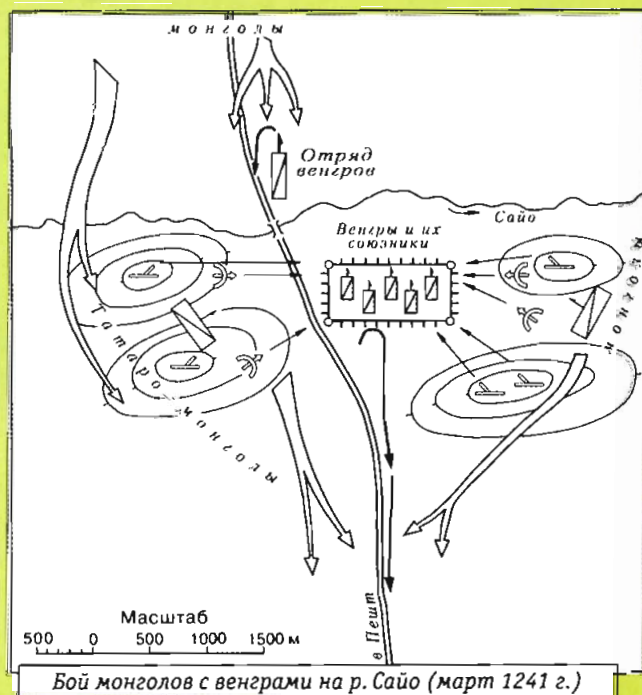 монголы
Отряд
венгров
Сайо
Венгры и их
союзники
монголы
Татаро-монголы
в Пешт
Масштаб
500 0 500 1000 1500 м
Бой монголов с венграми на р. Сайо (март 1241 г.)